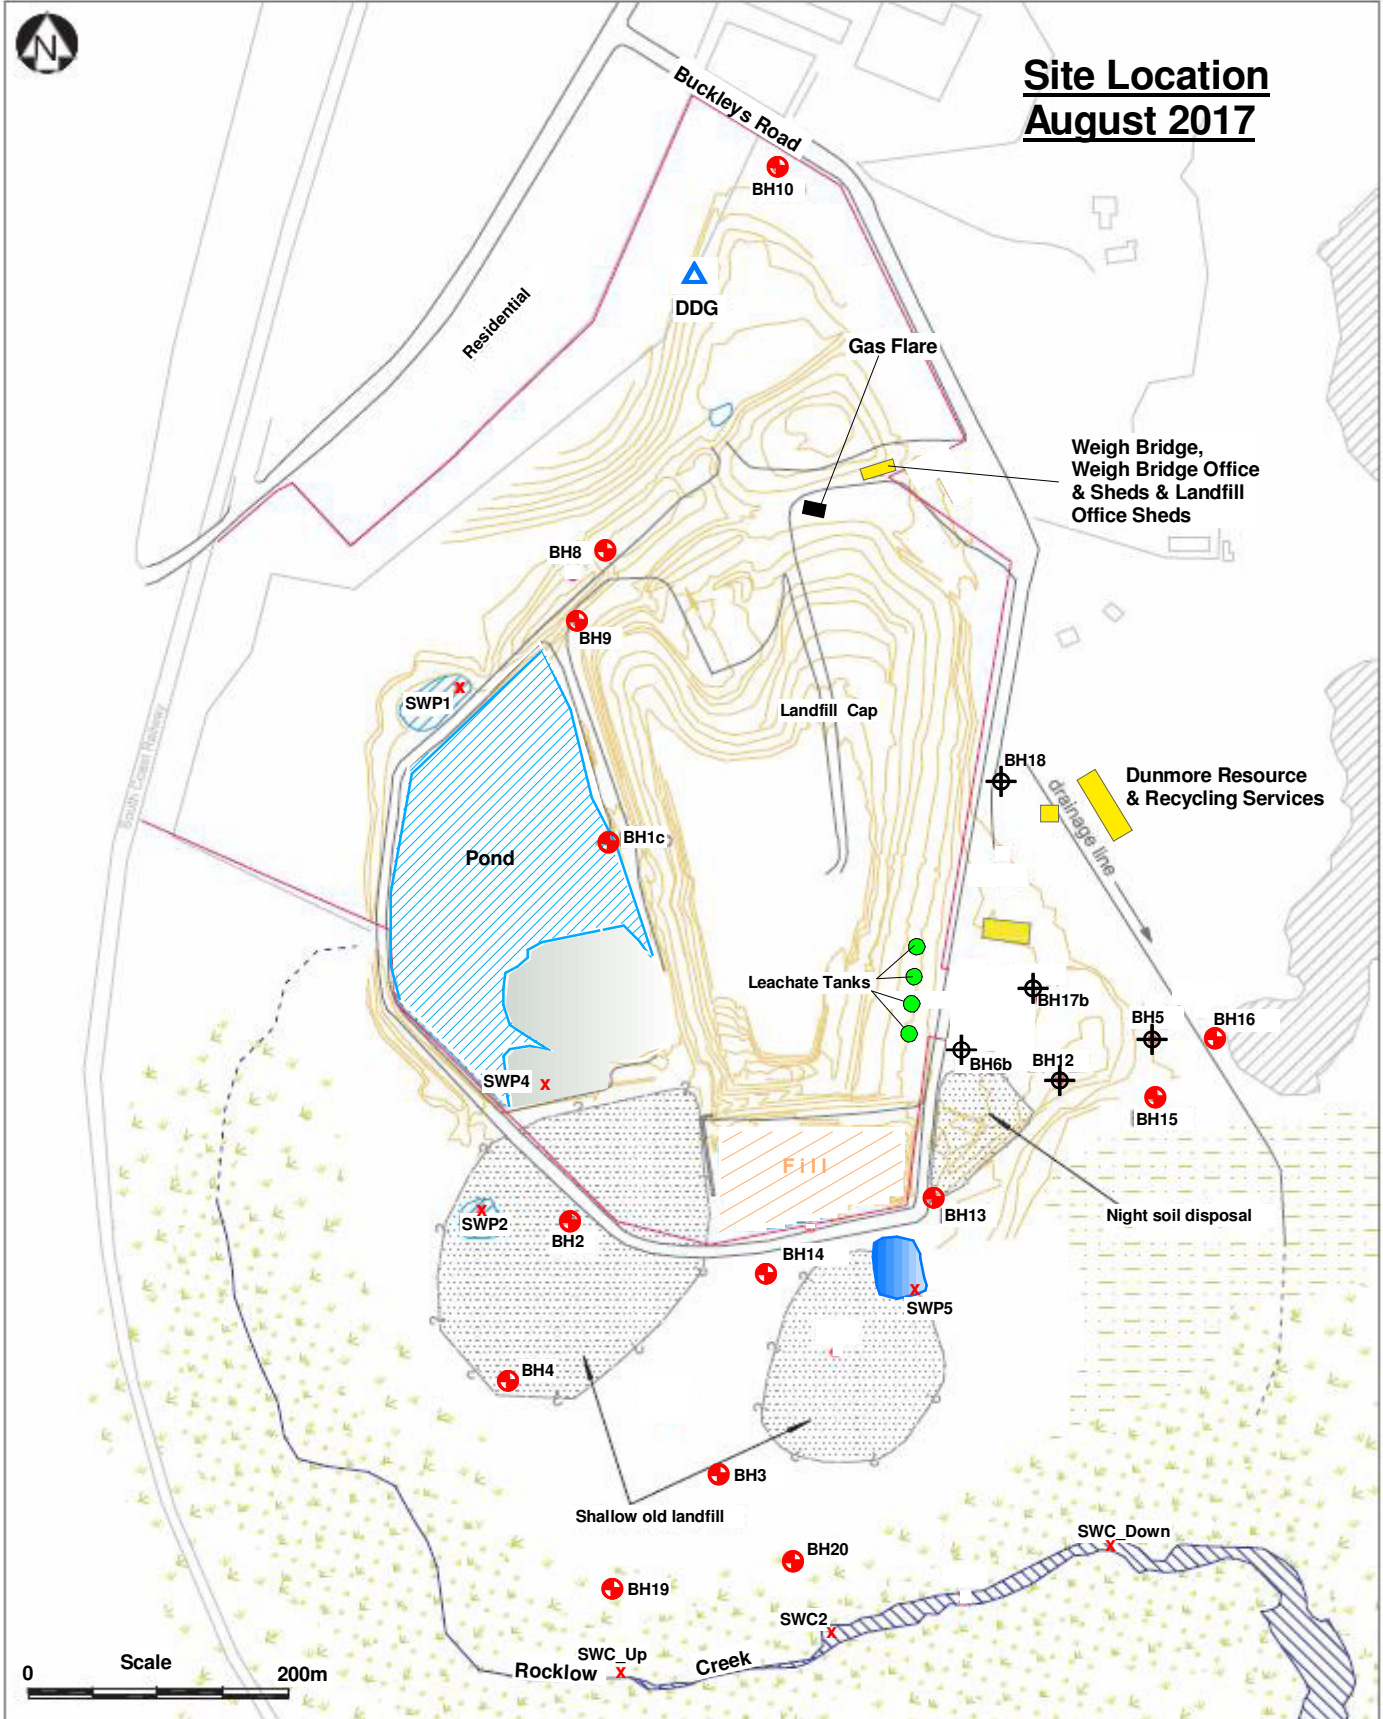 N
Site Location
August 2017
Buckleys Road
BH10
Residential
DDG
Gas Flare
Weigh Bridge,
Weigh Bridge Office
& Sheds & Landfill
Office Sheds
BH8
BH9
SWP1
Landfill Cap
BH18
Dunmore Resource
& Recycling Services
drainage line
South Coast Railway
BH1c
Pond
Leachate Tanks
BH17b
BH5
BH16
BH6b
BH12
SWP4
BH15
Fill
SWP2
BH2
BH13
Night soil disposal
BH14
SWP5
BH4
BH3
Shallow old landfill
SWC_Down
BH20
BH19
SWC2
SWC_Up
Rocklow Creek
0 Scale 200m